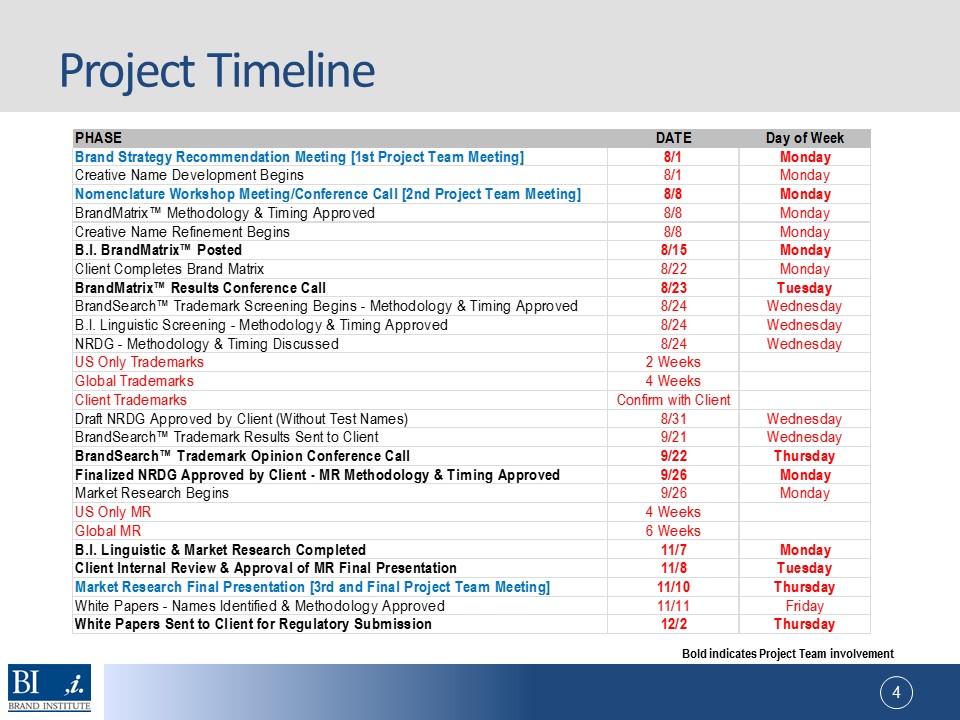 Project Timeline
PHASE DATE Day of Week
Brand Strategy Recommendation Meeting [1st Project Team Meeting] 8/1 Monday
Creative Name Development Begins 8/1 Monday
Nomenclature Workshop Meeting/Conference Call [2nd Project Team Meeting] 8/8 Monday
BrandMatrix™ Methodology & Timing Approved 8/8 Monday
Creative Name Refinement Begins 8/8 Monday
B.I. BrandMatrix™ Posted 8/15 Monday
Client Completes Brand Matrix 8/22 Monday
BrandMatrix™ Results Conference Call 8/23 Tuesday
BrandSearch™ Trademark Screening Begins - Methodology & Timing Approved 8/24 Wednesday
B.I. Linguistic Screening - Methodology & Timing Approved 8/24 Wednesday
NRDG - Methodology & Timing Discussed 8/24 Wednesday
US Only Trademarks 2 Weeks
Global Trademarks 4 Weeks
Client Trademarks Confirm with Client
Draft NRDG Approved by Client (Without Test Names) 8/31 Wednesday
BrandSearch™ Trademark Results Sent to Client 9/21 Wednesday
BrandSearch™ Trademark Opinion Conference Call 9/22 Thursday
Finalized NRDG Approved by Client - MR Methodology & Timing Approved 9/26 Monday
Market Research Begins 9/26 Monday
US Only MR 4 Weeks
Global MR 6 Weeks
B.I. Linguistic & Market Research Completed 11/7 Monday
Client Internal Review & Approval of MR Final Presentation 11/8 Tuesday
Market Research Final Presentation [3rd and Final Project Team Meeting] 11/10 Thursday
White Papers - Names Identified & Methodology Approved 11/11 Friday
White Papers Sent to Client for Regulatory Submission 12/2 Thursday
Bold indicates Project Team involvement
BI .i.
BRAND INSTITUTE
4